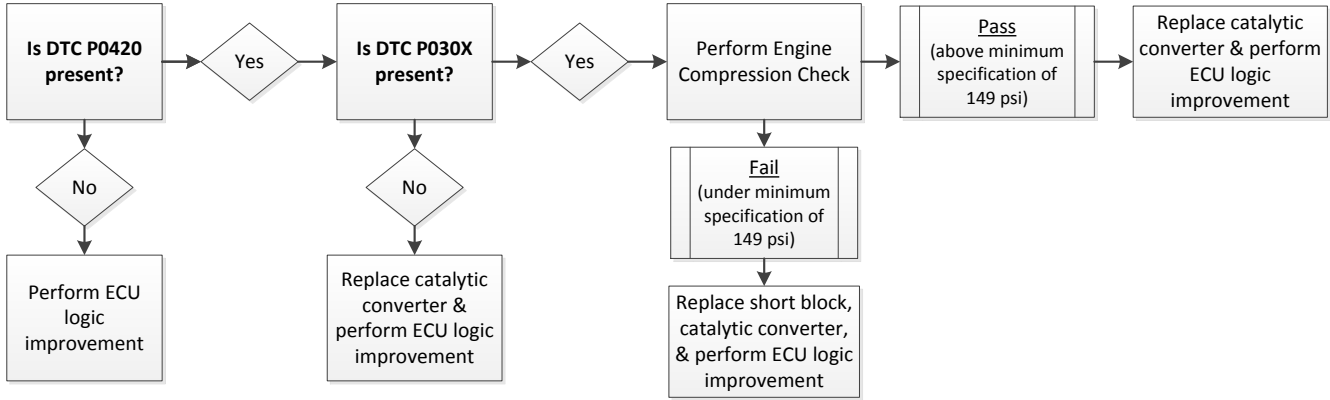 Is DTC P0420
present?
Yes
Is DTC P030X
present?
Yes
Perform Engine
Compression Check
Pass
(above minimum
specification of
149 psi)
Replace catalytic
converter & perform
ECU logic
improvement
No
Perform ECU
logic
improvement
No
Replace catalytic
converter &
perform ECU logic
improvement
Fail
(under minimum
specification of
149 psi)
Replace short block,
catalytic converter,
& perform ECU logic
improvement